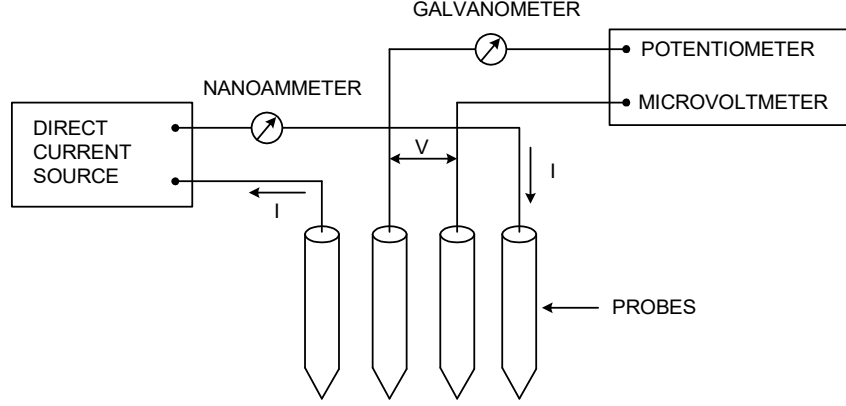 GALVANOMETER
POTENTIOMETER
NANOAMMETER
MICROVOLTMETER
DIRECT
CURRENT
SOURCE
V
I
I
PROBES